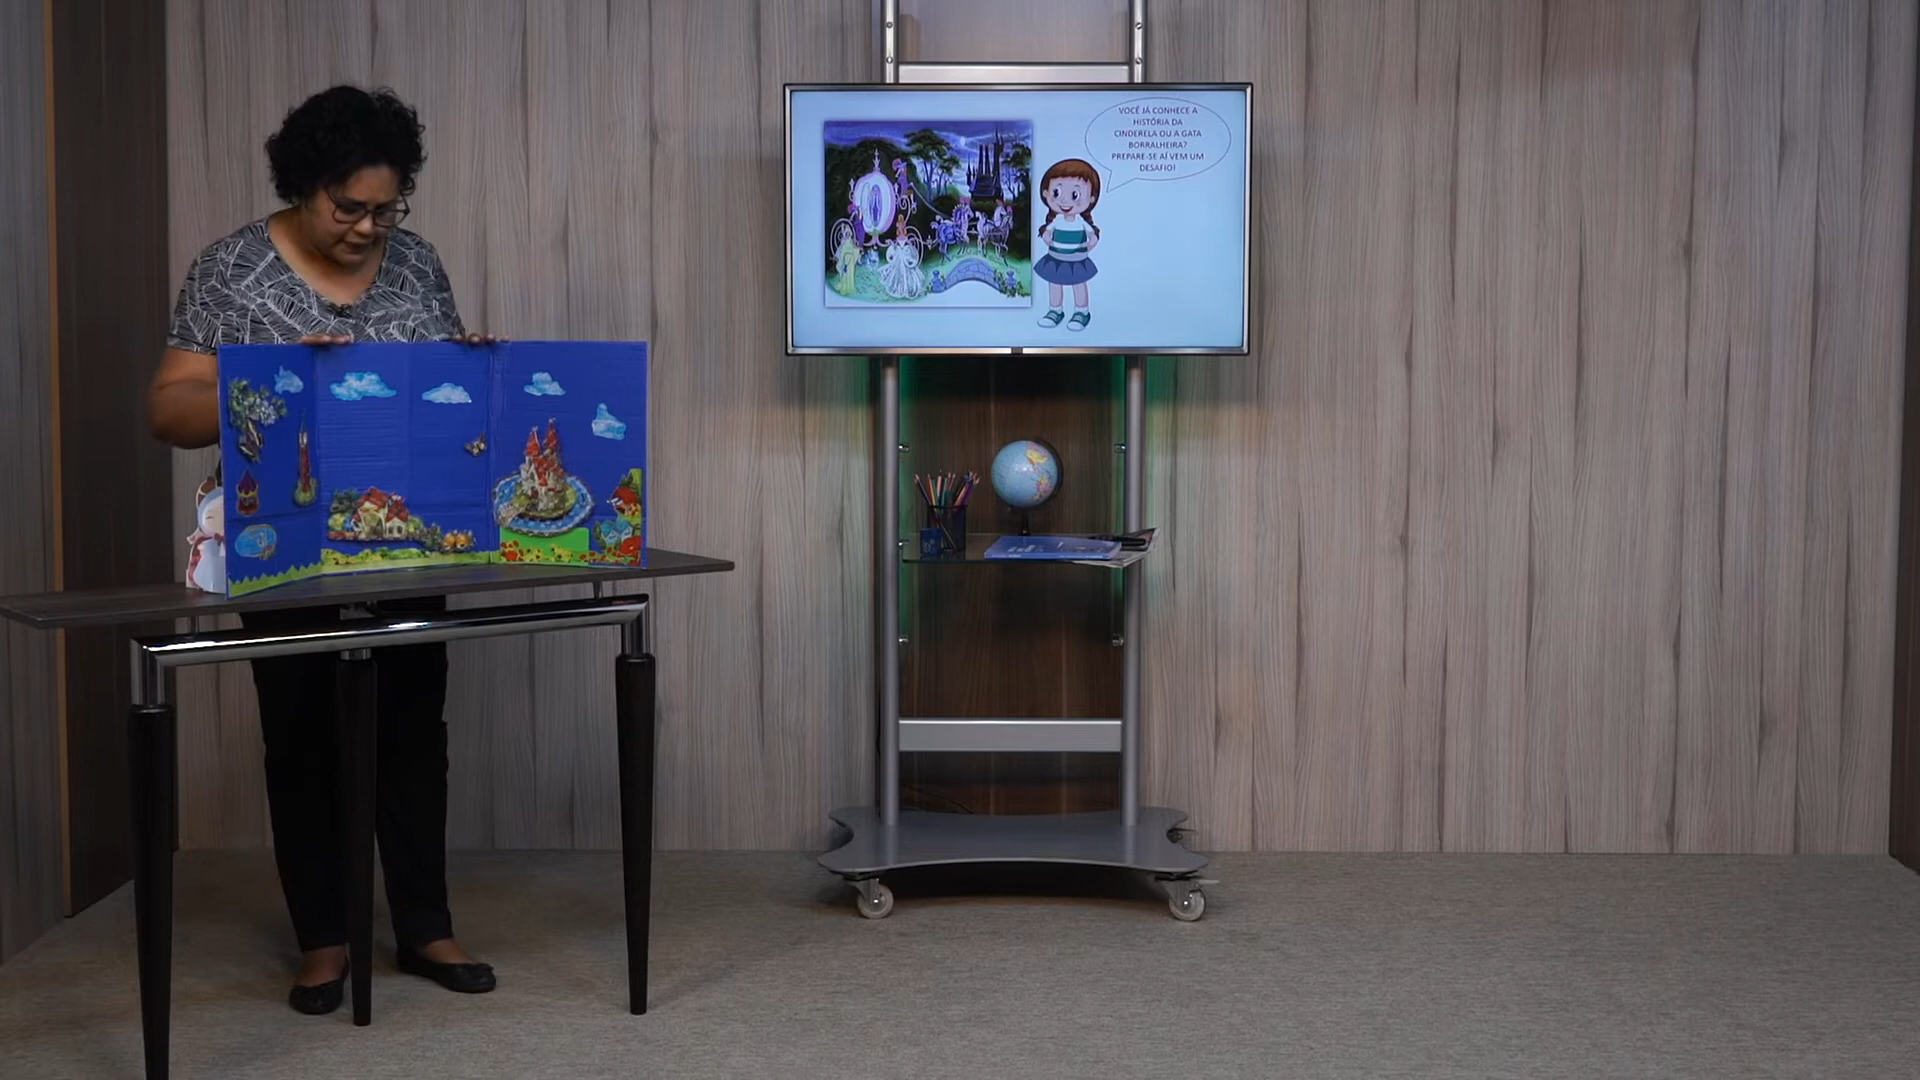 VOCÊ JÁ CONHECE A
HISTÓRIA DA
CINDERELA OU A GATA
BORRALHEIRA?
PREPARE-SE AÍ VEM UM
DESAFIO!